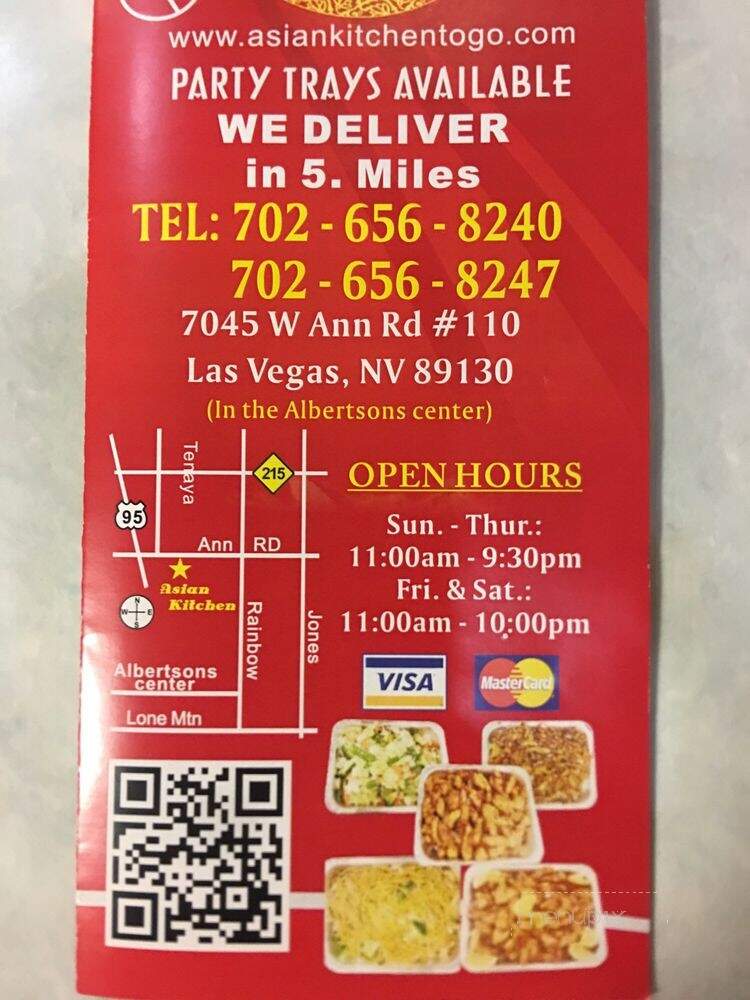 www.asiankitchentogo.com
PARTY TRAYS AVAILABLE
WE DELIVER
in 5. Miles
TEL: 702 - 656 - 8240
702 - 656 - 8247
7045 W Ann Rd #110
Las Vegas, NV 89130
(In the Albertsons center)
Tenaya
215
95
Ann RD
Asian
Kitchen
N
W E
S
Rainbow
Jones
Albertsons
center
Lone Mtn
OPEN HOURS
Sun. - Thur.:
11:00am - 9:30pm
Fri. & Sat.:
11:00am - 10:00pm
VISA
MasterCard
menupix